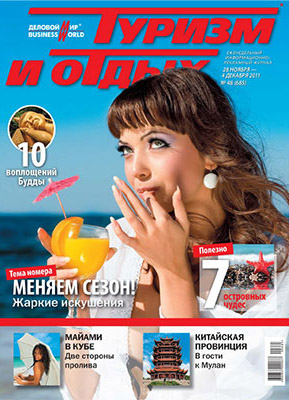 ДЕЛОВОЙ МИР
BUSINESS WORLD
ТУРИЗМ
И ОТДЫХ
ЕЖЕНЕДЕЛЬНЫЙ
ИНФОРМАЦИОННО-
РЕКЛАМНЫЙ ЖУРНАЛ
28 НОЯБРЯ —
4 ДЕКАБРЯ 2011
№ 48 (685)
10
воплощений
Будды
Тема номера
МЕНЯЕМ СЕЗОН!
Жаркие искушения
Полезно
7
островных
чудес
МАЙАМИ
В КУБЕ
Две стороны
пролива
КИТАЙСКАЯ
ПРОВИНЦИЯ
В гости
к Мулан